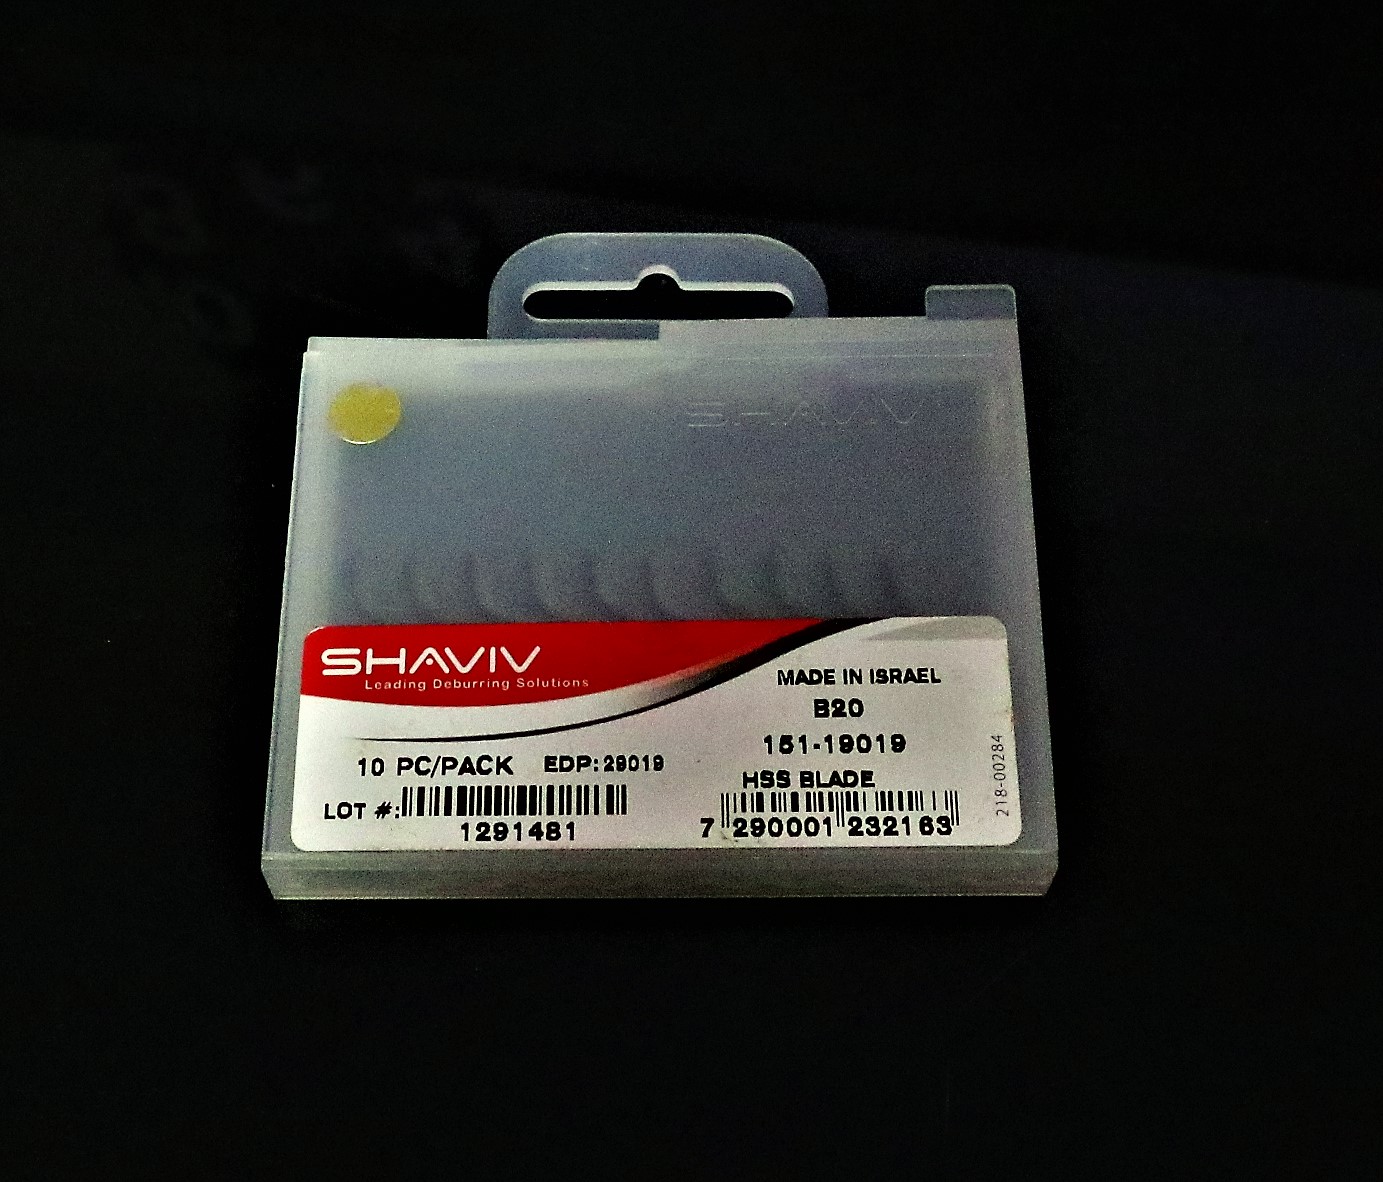 SHAVIV
SHAVIV
Leading Deburring Solutions
MADE IN ISRAEL
B20
151-19019
10 PC/PACK EDP: 29019
HSS BLADE
LOT #:
1291481
7 290001 232163
218-00284